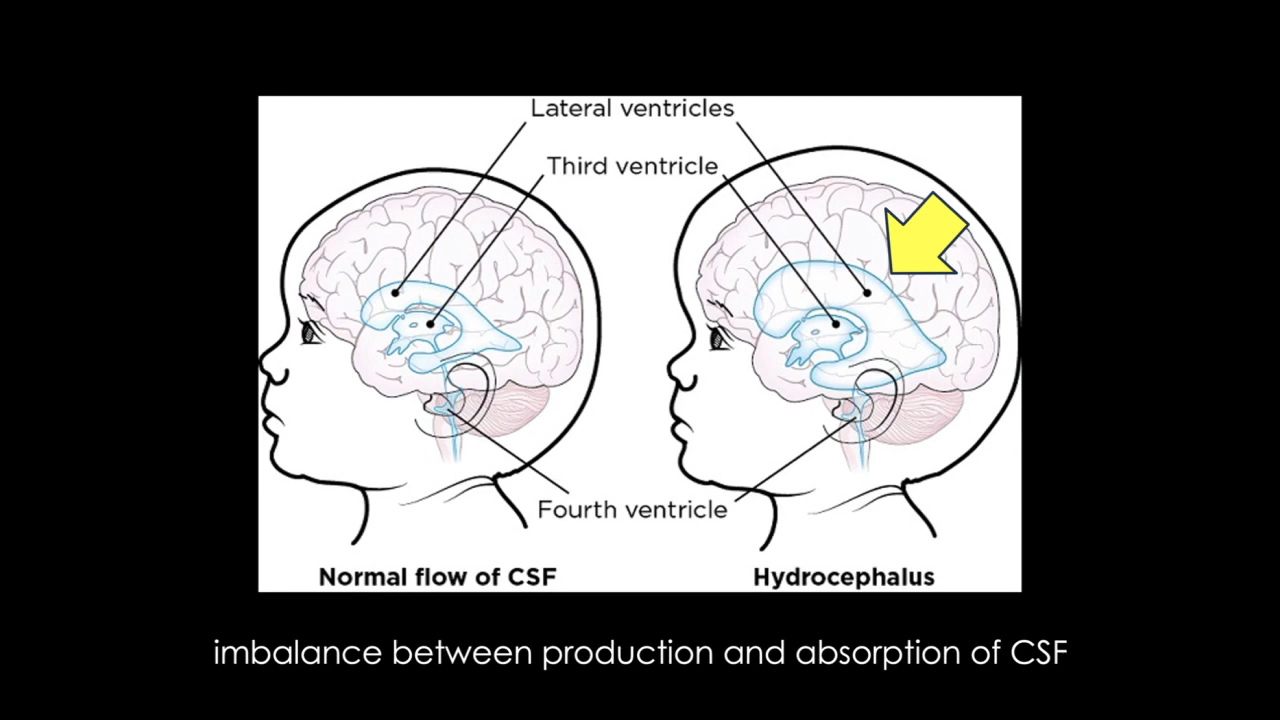 Lateral ventricles
Third ventricle
Fourth ventricle
Normal flow of CSF
Hydrocephalus
imbalance between production and absorption of CSF